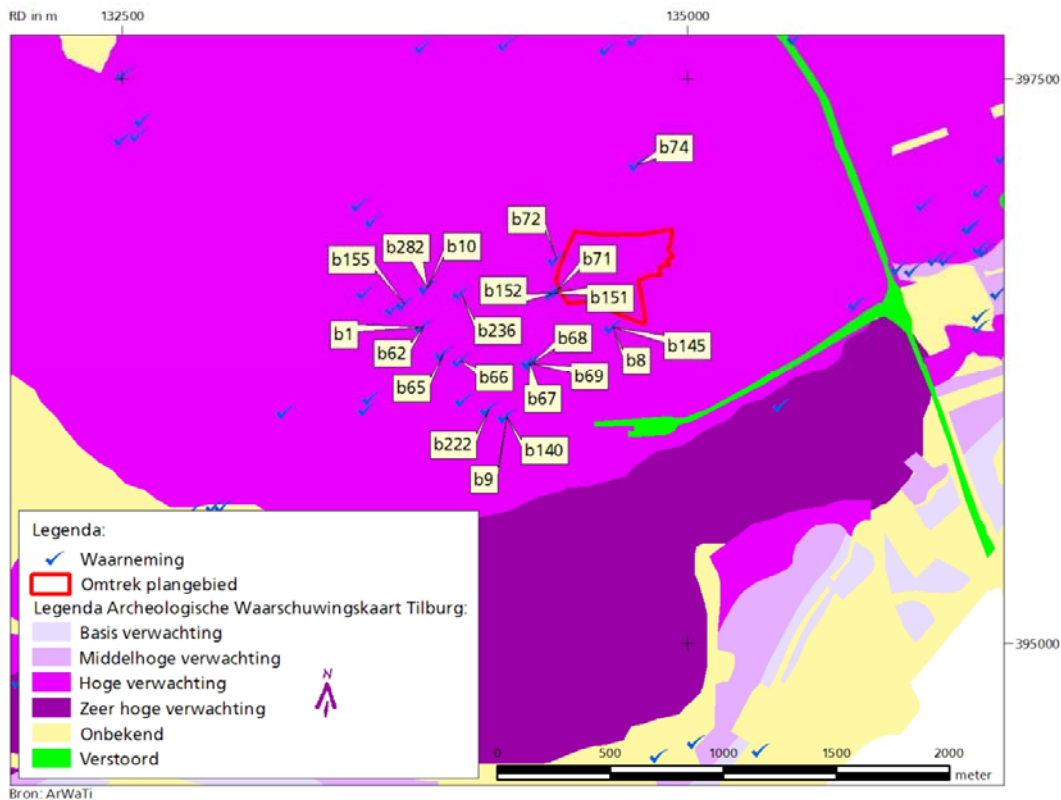 RD in m
132500
135000
397500
b74
b72
b282
b10
b155
b71
b152
b151
b1
b236
b62
b68
b8
b145
b65
b66
b69
b67
b222
b140
b9
Legenda:
Waarneming
Omtrek plangebied
Legenda Archeologische Waarschuwingskaart Tilburg:
Basis verwachting
Middelhoge verwachting
Hoge verwachting
Zeer hoge verwachting
Onbekend
Verstoord
N
395000
0
500
1000
1500
2000
meter
Bron: ArWaTi